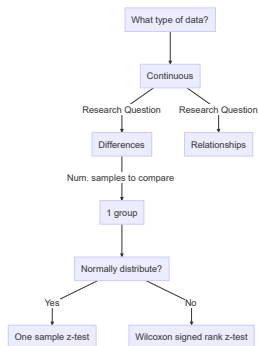 What type of data?
Continuous
Research Question
Research Question
Differences
Relationships
Num. samples to compare
1 group
Normally distribute?
Yes
No
One sample z-test
Wilcoxon signed rank z-test